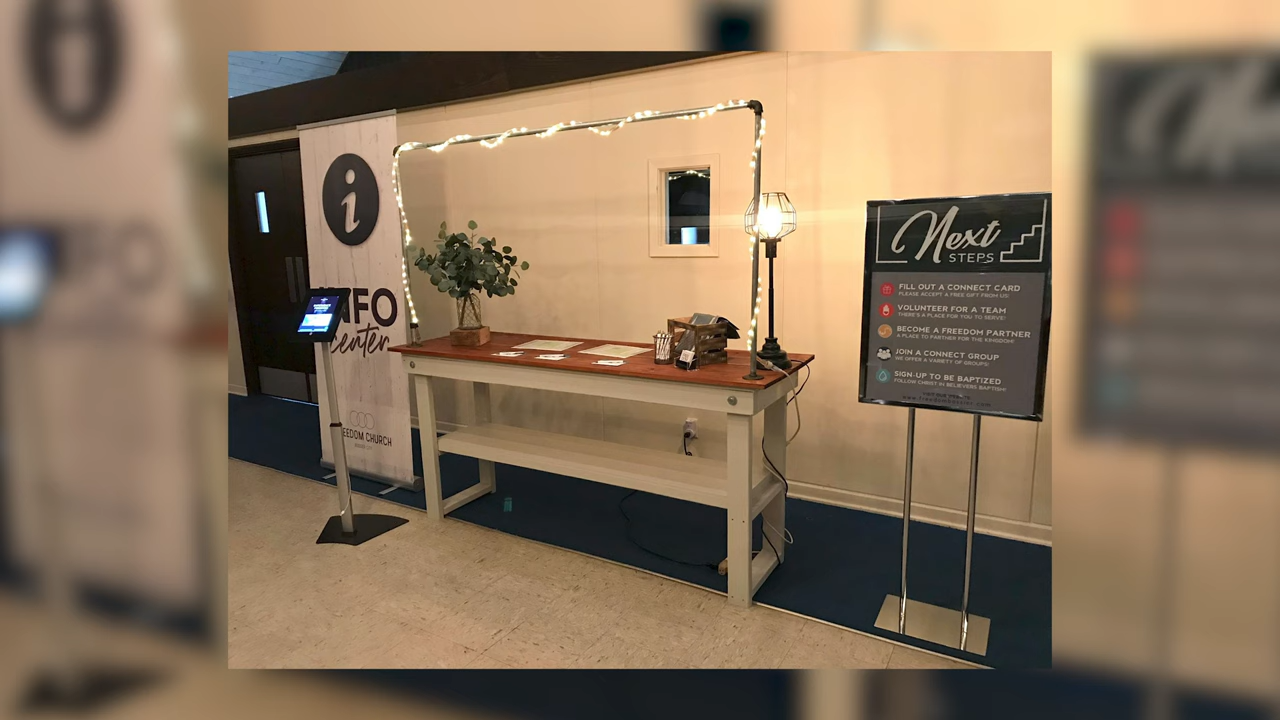 i
INFO
center
FREEDOM CHURCH
Next
STEPS
FILL OUT A CONNECT CARD
PLEASE ACCEPT A FREE GIFT FROM US!
VOLUNTEER FOR A TEAM
THERE'S A PLACE FOR YOU TO SERVE!
BECOME A FREEDOM PARTNER
A PLACE TO PARTNER FOR THE KINGDOM!
JOIN A CONNECT GROUP
WE OFFER A VARIETY OF GROUPS!
SIGN-UP TO BE BAPTIZED
FOLLOW CHRIST IN BELIEVERS BAPTISM!